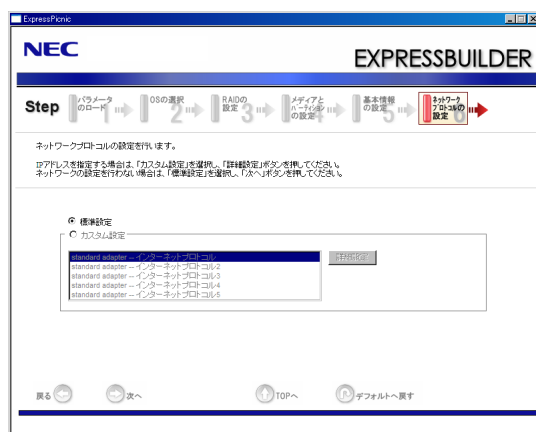 ExpressPicnic
NEC
EXPRESSBUILDER
Step
パラメータのロード 1
OSの選択 2
RAIDの設定 3
メディアとパーティションの設定 4
基本情報の設定 5
ネットワークプロトコルの設定 6
ネットワークプロトコルの設定を行います。
IPアドレスを指定する場合は、「カスタム設定」を選択し、「詳細設定」ボタンを押してください。
ネットワークの設定を行わない場合は、「標準設定」を選択し、「次へ」ボタンを押してください。
標準設定
カスタム設定
standard adapter -- インターネットプロトコル
詳細設定
standard adapter -- インターネットプロトコル2
standard adapter -- インターネットプロトコル3
standard adapter -- インターネットプロトコル4
standard adapter -- インターネットプロトコル5
戻る
次へ
TOPへ
デフォルトへ戻す